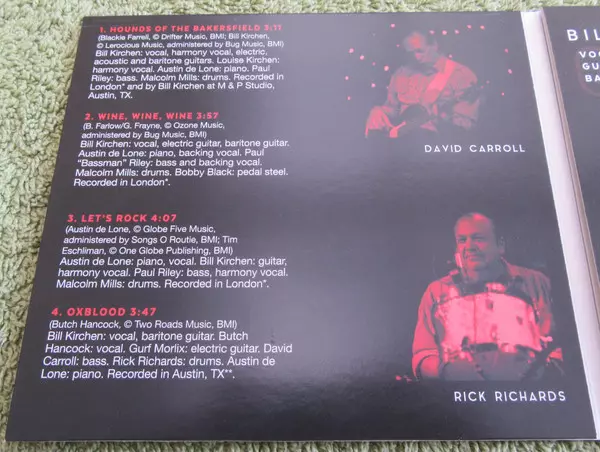 1. HOUNDS OF THE BAKERSFIELD 3:11
(Blackie Farrell, © Drifter Music, BMI; Bill Kirchen,
© Lerocious Music, administered by Bug Music, BMI)
Bill Kirchen: vocal, harmony vocal, electric,
acoustic and baritone guitars. Louise Kirchen:
harmony vocal. Austin de Lone: piano. Paul
Riley: bass. Malcolm Mills: drums. Recorded in
London* and by Bill Kirchen at M & P Studio,
Austin, TX.
2. WINE, WINE, WINE 3:57
(B. Farlow/G. Frayne, © Ozone Music,
administered by Bug Music, BMI)
Bill Kirchen: vocal, electric guitar, baritone guitar.
Austin de Lone: piano, backing vocal. Paul
"Bassman" Riley: bass and backing vocal.
Malcolm Mills: drums. Bobby Black: pedal steel.
Recorded in London*.
3. LET'S ROCK 4:07
(Austin de Lone, © Globe Five Music,
administered by Songs O Routie, BMI; Tim
Eschliman, © One Globe Publishing, BMI)
Austin de Lone: piano, vocal. Bill Kirchen: guitar,
harmony vocal. Paul Riley: bass, harmony vocal.
Malcolm Mills: drums. Recorded in London*.
4. OXBLOOD 3:47
(Butch Hancock, © Two Roads Music, BMI)
Bill Kirchen: vocal, baritone guitar. Butch
Hancock: vocal. Gurf Morlix: electric guitar. David
Carroll: bass. Rick Richards: drums. Austin de
Lone: piano. Recorded in Austin, TX**.
DAVID CARROLL
RICK RICHARDS
BIL
VOC
GU
BA